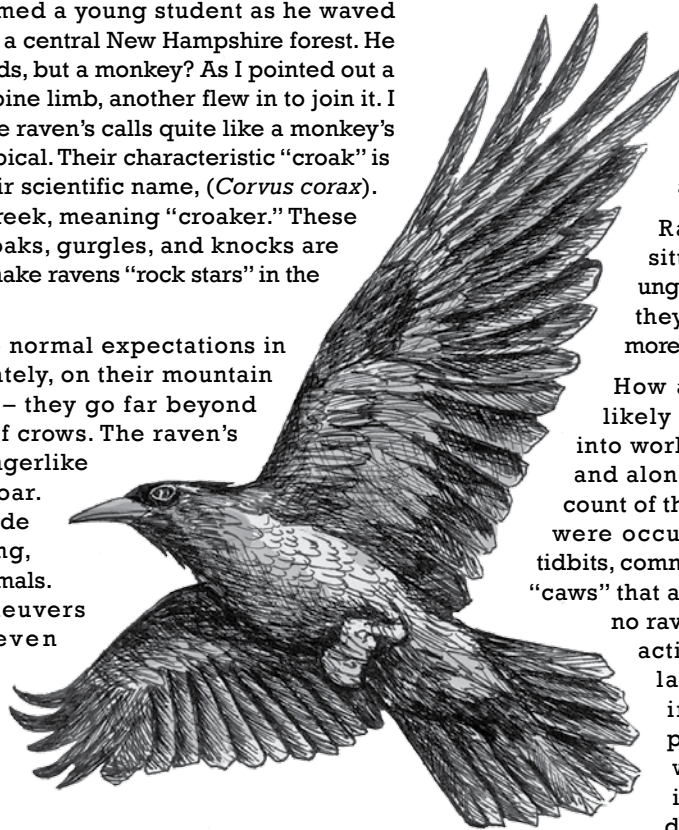 med a young student as he waved
a central New Hampshire forest. He
ds, but a monkey? As I pointed out a
pine limb, another flew in to join it. I
e raven's calls quite like a monkey's
pical. Their characteristic “croak” is
ir scientific name, (Corvus corax).
reek, meaning “croaker.” These
oaks, gurgles, and knocks are
ake ravens “rock stars” in the
normal expectations in
ately, on their mountain
– they go far beyond
f crows. The raven's
gerlike
oar.
de
ng,
mals.
euvers
even
Ra
situ
ung
they
more
How a
likely
into worl
and alon
count of th
were occu
tidbits, comm
“caws” that a
no rav
acti
la
in
p
w
i
d